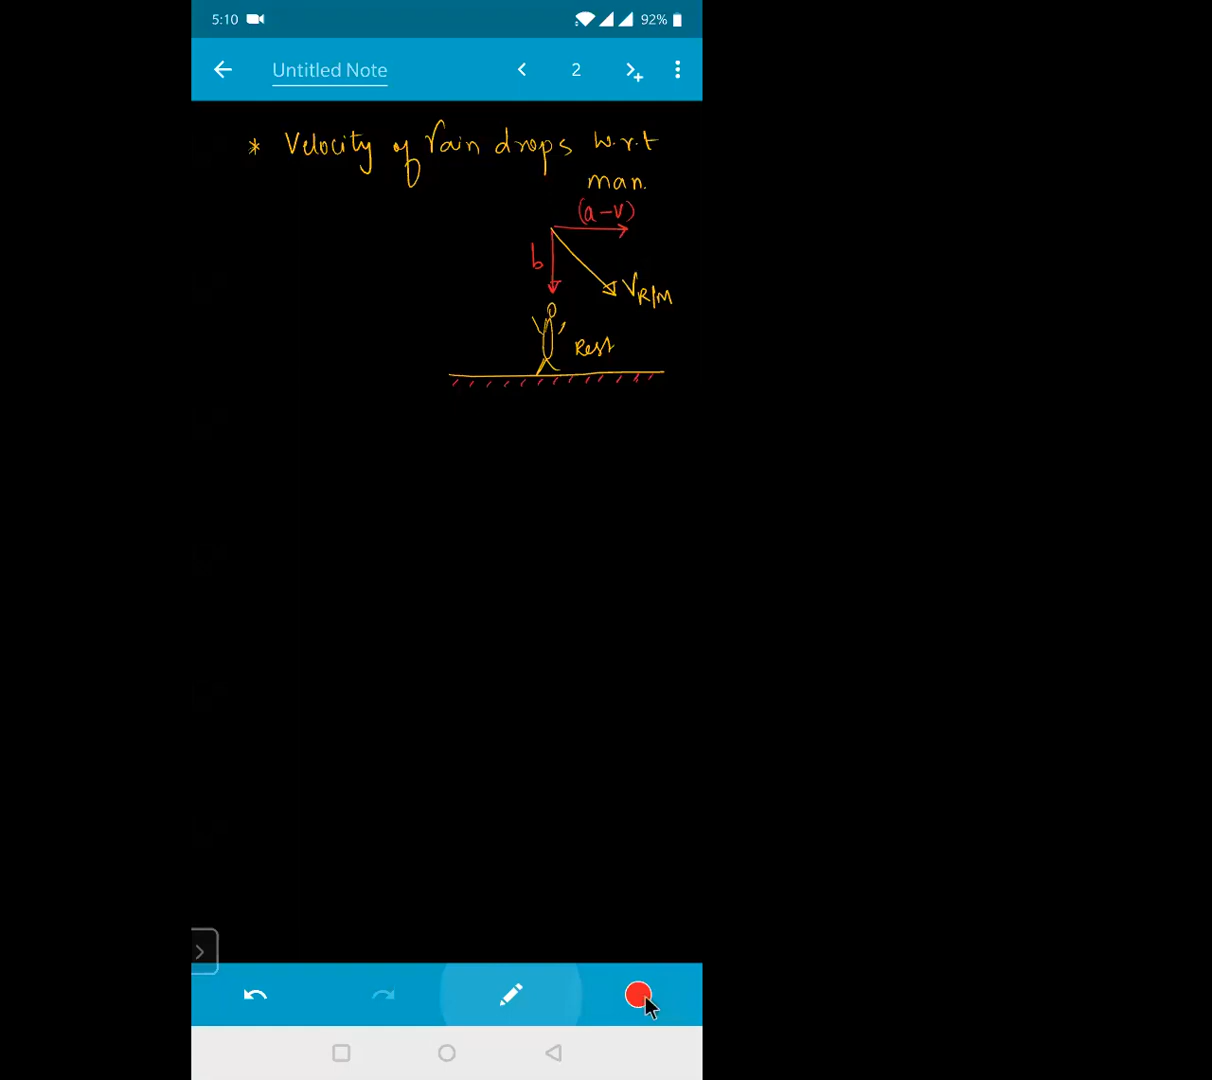 5:10
92%
Untitled Note
2
* Velocity of rain drops w.r.t
man.
(a-v)
b
VR/M
Rest